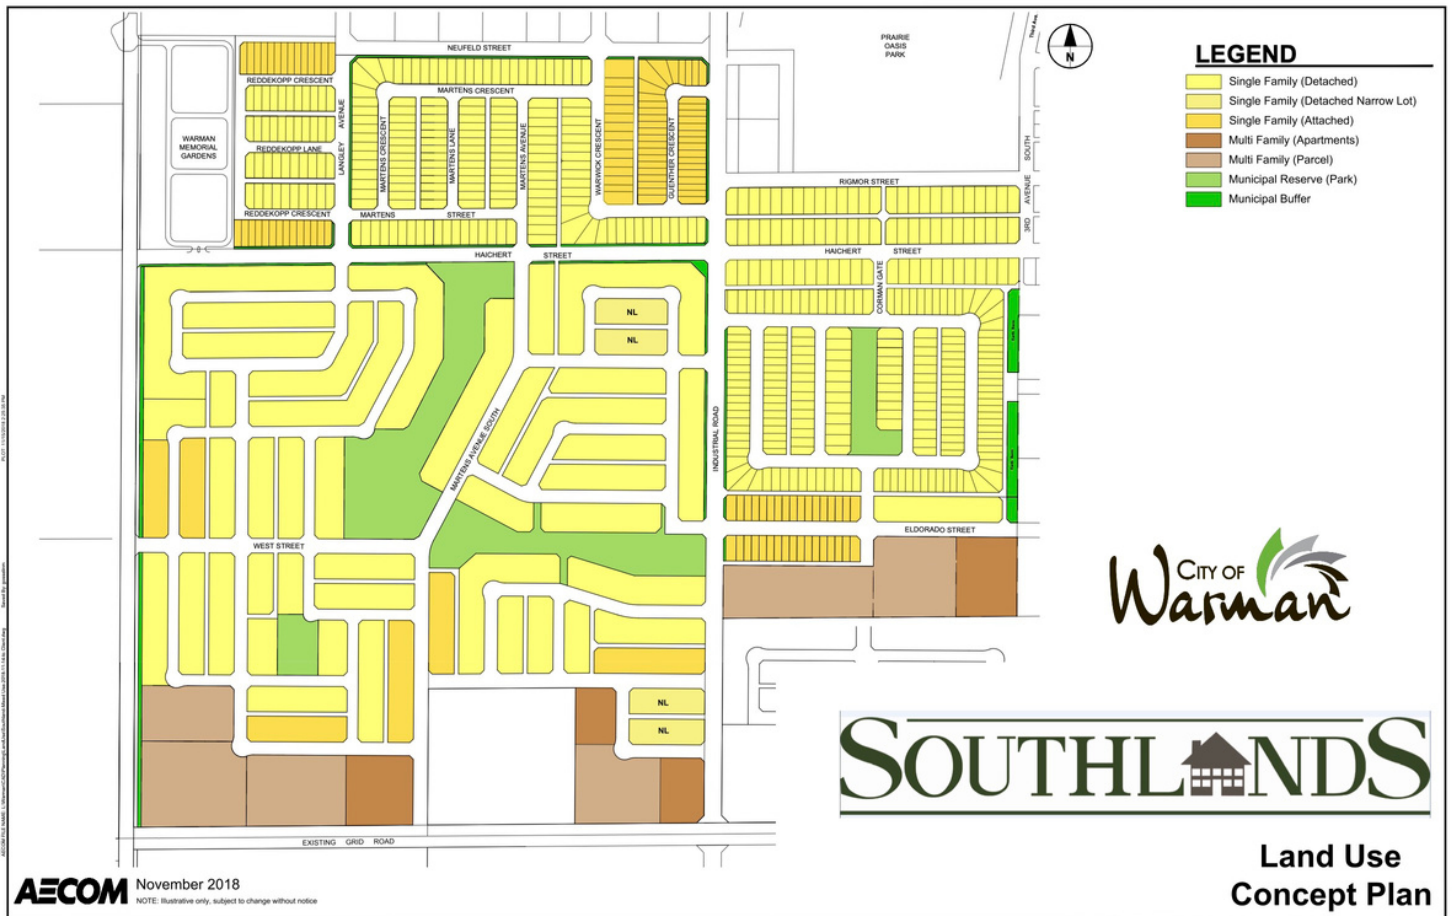 NEUFELD STREET
PRAIRIE
OASIS
PARK
N
LEGEND
Single Family (Detached)
Single Family (Detached Narrow Lot)
Single Family (Attached)
Multi Family (Apartments)
Multi Family (Parcel)
Municipal Reserve (Park)
Municipal Buffer
REDDEKOPP CRESCENT
MARTENS CRESCENT
LANGLEY AVENUE
WARMAN
MEMORIAL
GARDENS
REDDEKOPP LANE
MARTENS CRESCENT
MARTENS LANE
MARTENS AVENUE
WARWICK CRESCENT
GUENTHER CRESCENT
RIGMOR STREET
3RD AVENUE SOUTH
REDDEKOPP CRESCENT
MARTENS STREET
HAICHERT STREET
HAICHERT STREET
CORMAN GATE
NL
NL
MARTENS AVENUE SOUTH
INDUSTRIAL ROAD
ELDORADO STREET
WEST STREET
CITY OF
Warman
NL
NL
SOUTHLANDS
EXISTING GRID ROAD
Land Use
Concept Plan
AECOM
November 2018
NOTE: Illustrative only, subject to change without notice